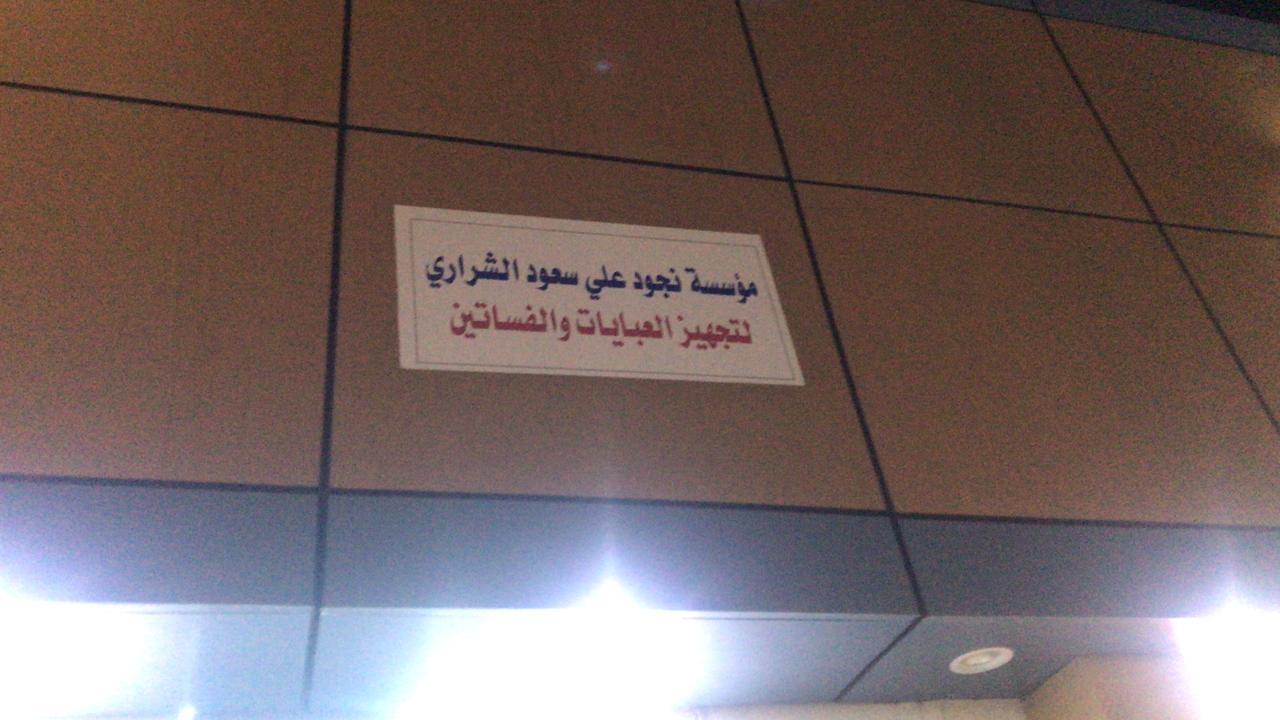 مؤسسة نجود علي سعود الشراري
لتجهيز العبايات والفساتين